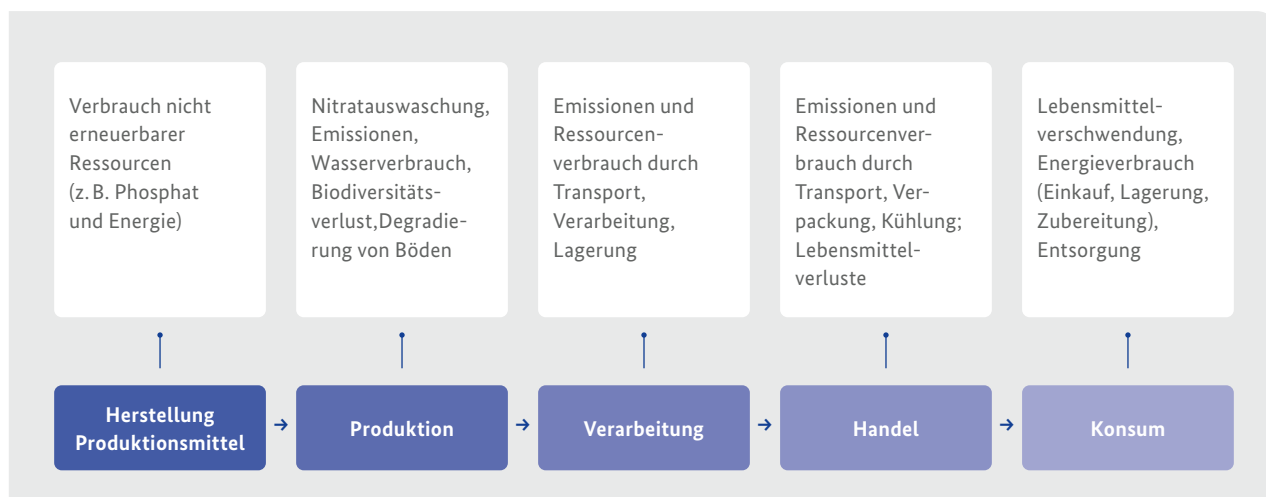 Verbrauch nicht
erneuerbarer
Ressourcen
(z. B. Phosphat
und Energie)
Nitratauswaschung,
Emissionen,
Wasserverbrauch,
Biodiversitäts-
verlust,Degradie-
rung von Böden
Emissionen und
Ressourcen-
verbrauch durch
Transport,
Verarbeitung,
Lagerung
Emissionen und
Ressourcenver-
brauch durch
Transport, Ver-
packung, Kühlung;
Lebensmittel-
verluste
Lebensmittel-
verschwendung,
Energieverbrauch
(Einkauf, Lagerung,
Zubereitung),
Entsorgung
Herstellung
Produktionsmittel
Produktion
Verarbeitung
Handel
Konsum